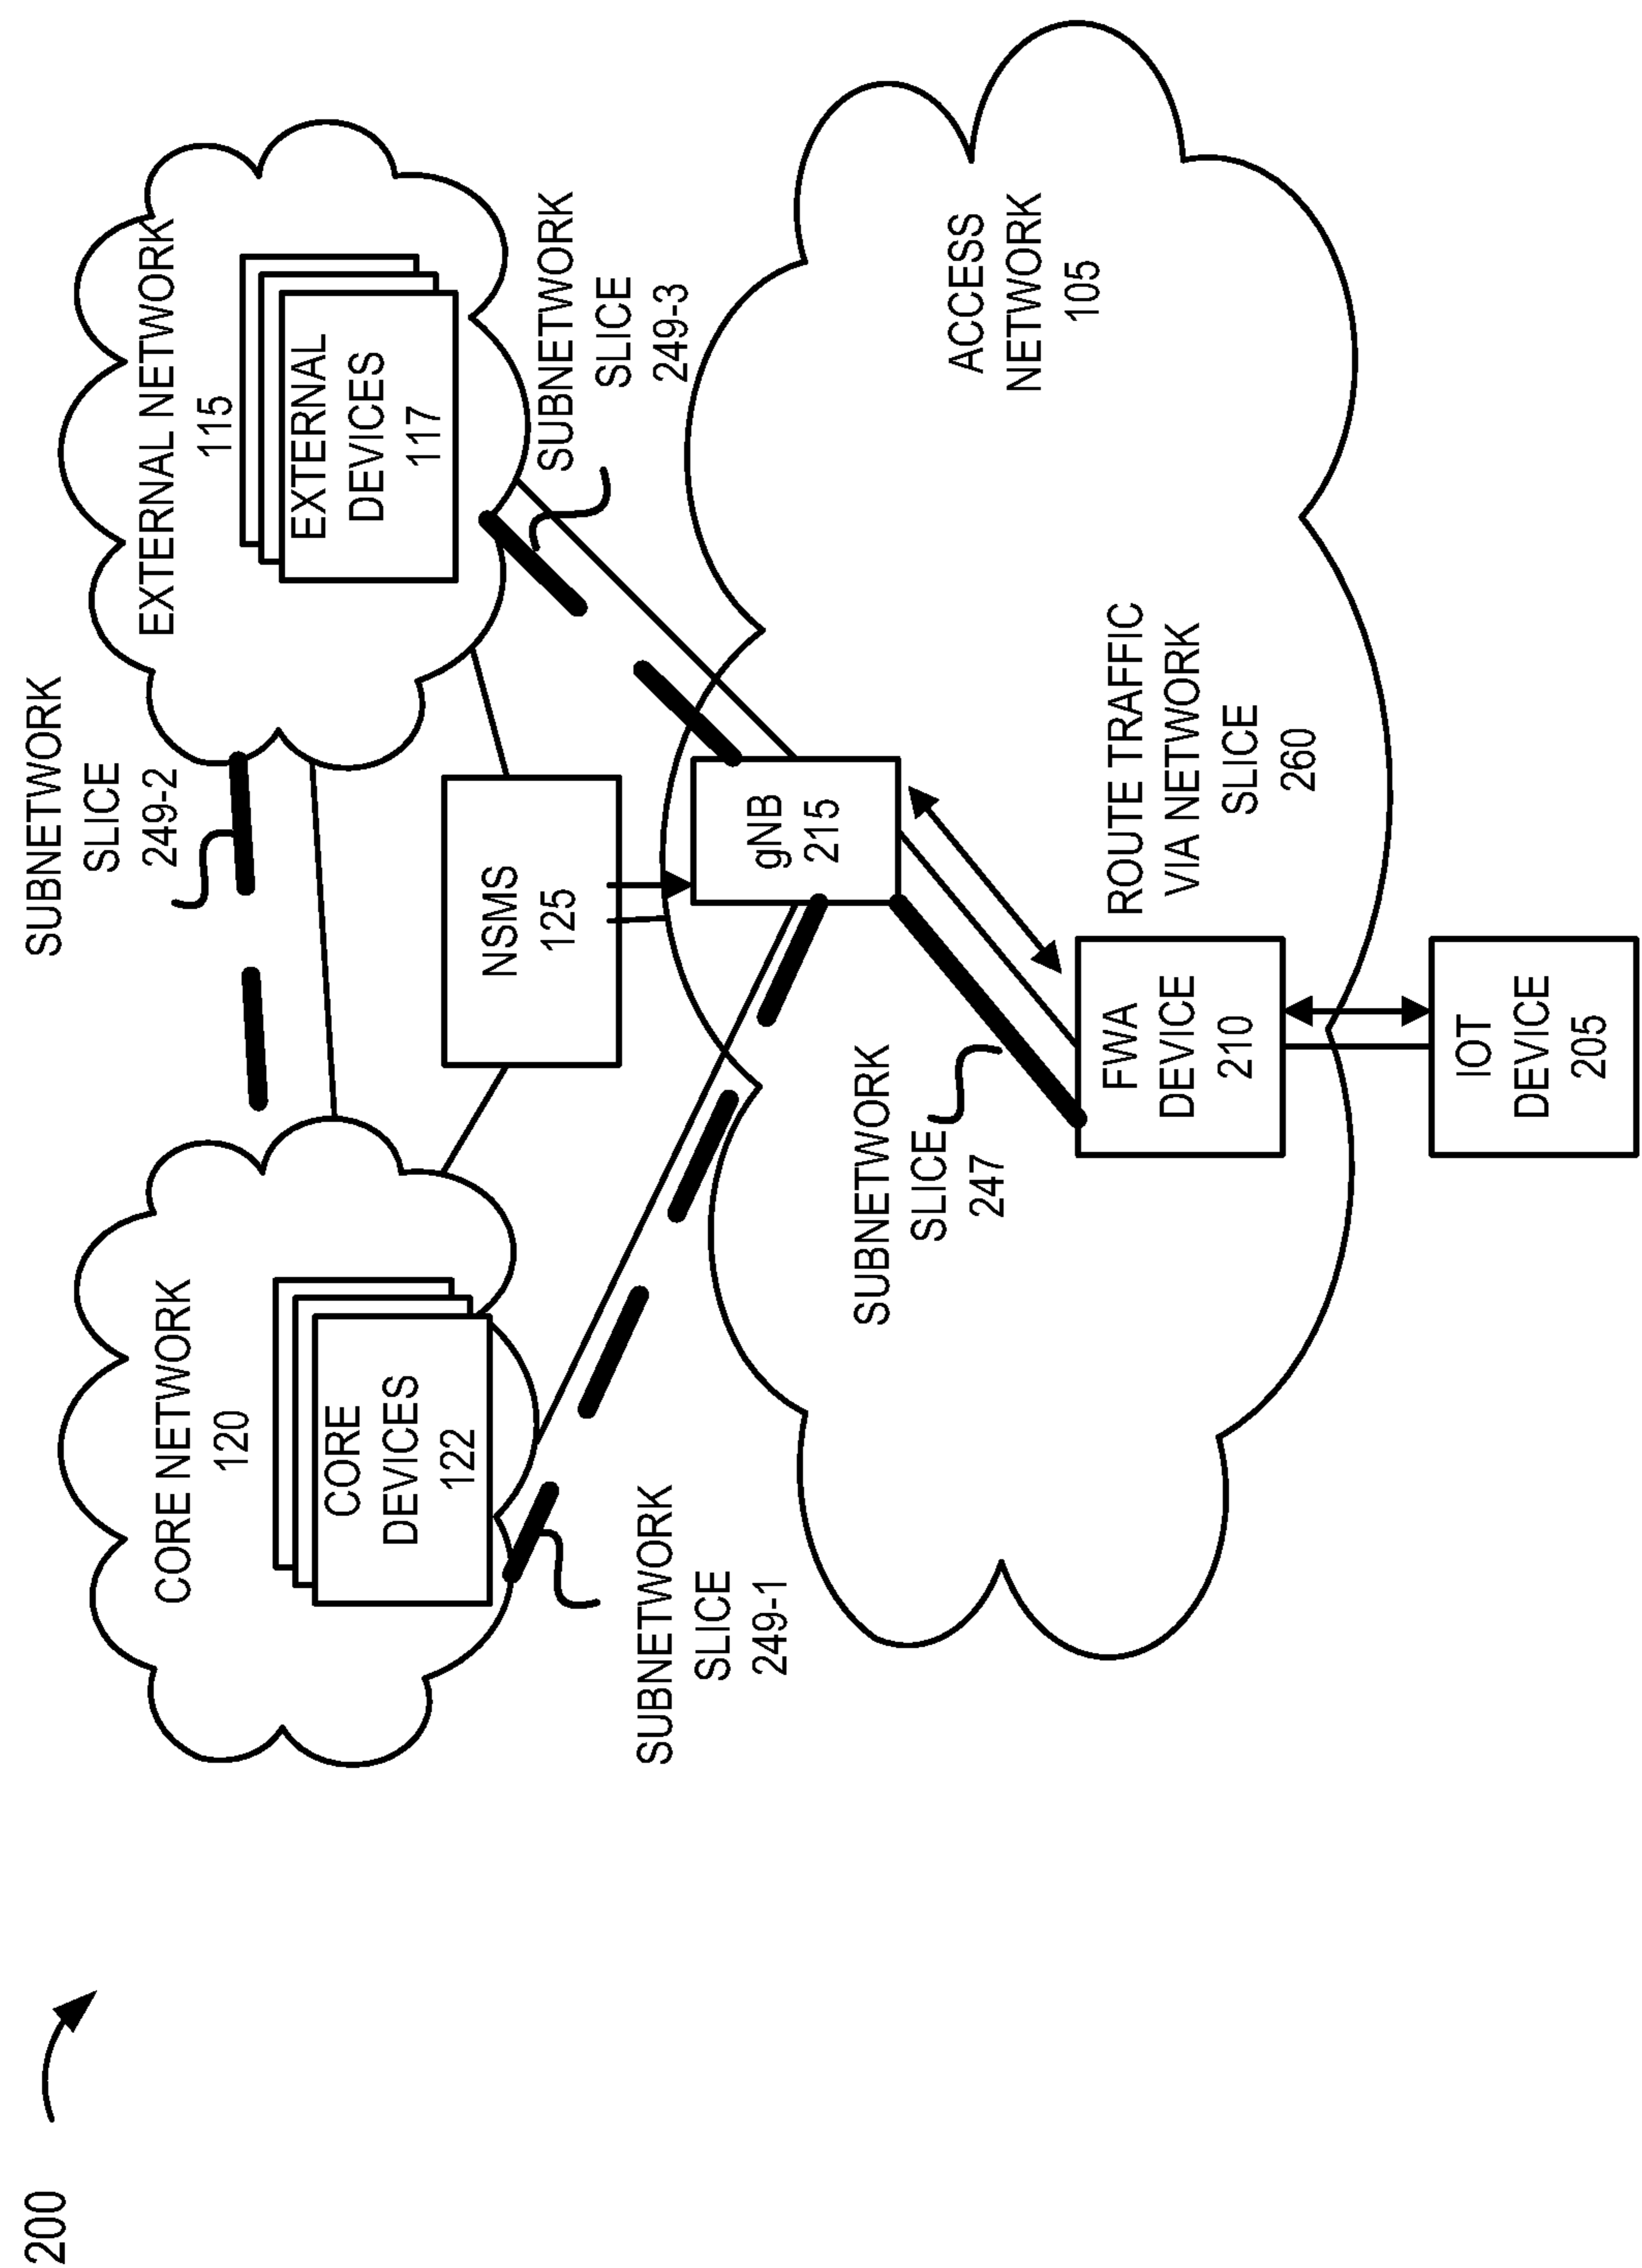 200
SUBNETWORK
SLICE
249-2
CORE NETWORK
120
CORE
DEVICES
122
EXTERNAL NETWORK
115
EXTERNAL
DEVICES
117
NSMS
125
SUBNETWORK
SLICE
249-3
SUBNETWORK
SLICE
249-1
gNB
215
ACCESS
NETWORK
105
SUBNETWORK
SLICE
247
ROUTE TRAFFIC
VIA NETWORK
SLICE
260
FWA
DEVICE
210
IOT
DEVICE
205